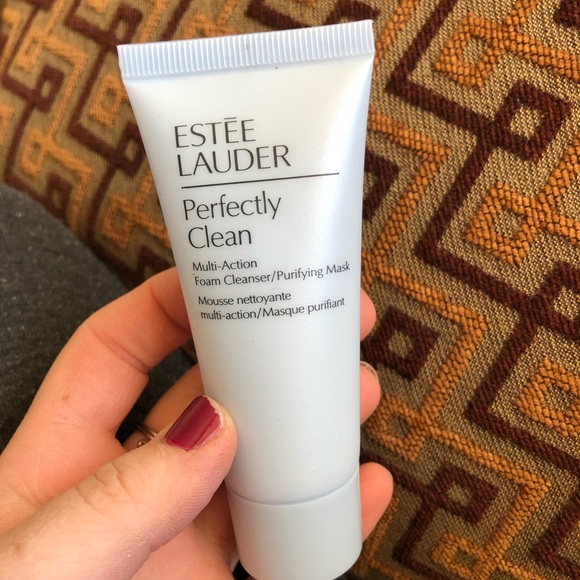 ESTĒE
LAUDER
Perfectly
Clean
Multi-Action
Foam Cleanser/Purifying Mask
Mousse nettoyante
multi-action/Masque purifiant